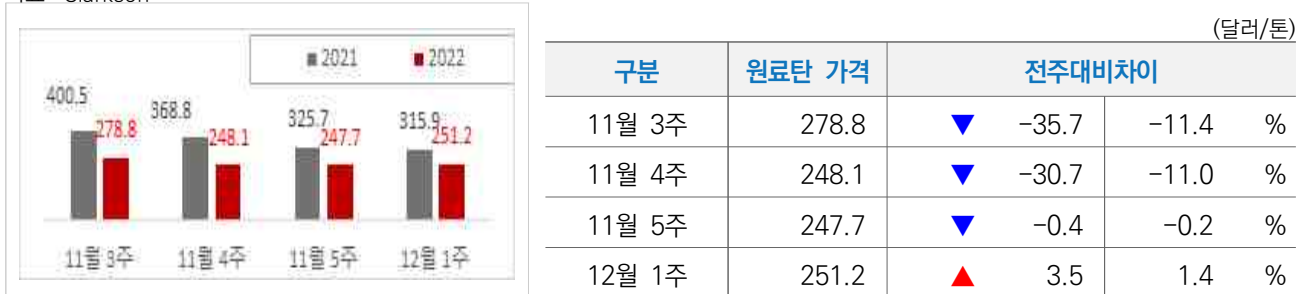 ■ 2021 ■ 2022
400.5 278.8 368.8 248.1 325.7 247.7 315.9 251.2
11월 3주 11월 4주 11월 5주 12월 1주
(달러/톤)
구분 원료탄 가격 전주대비차이
11월 3주 278.8 ▼ -35.7 -11.4 %
11월 4주 248.1 ▼ -30.7 -11.0 %
11월 5주 247.7 ▼ -0.4 -0.2 %
12월 1주 251.2 ▲ 3.5 1.4 %